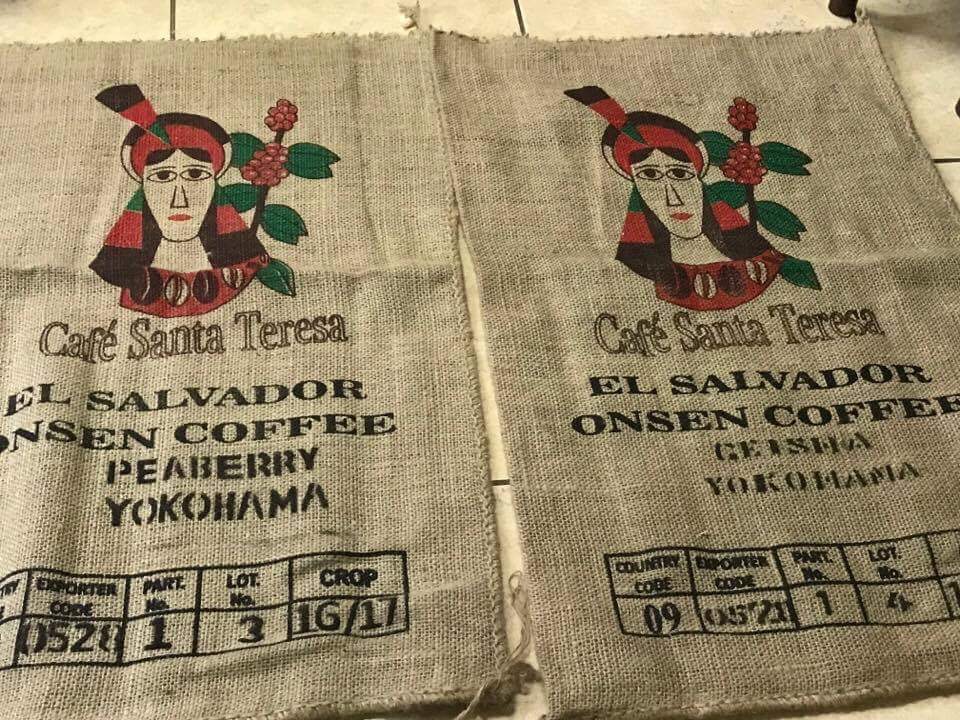 Café Santa Teresa
EL SALVADOR
ONSEN COFFEE
PEABERRY
YOKOHAMA
EXPORTER CODE
PART. No.
LOT. No.
CROP
0528
1
3
16/17
Café Santa Teresa
EL SALVADOR
ONSEN COFFEE
GEISHA
YOKOHAMA
COUNTRY CODE
EXPORTER CODE
PART. No.
LOT. No.
09
0528
1
4